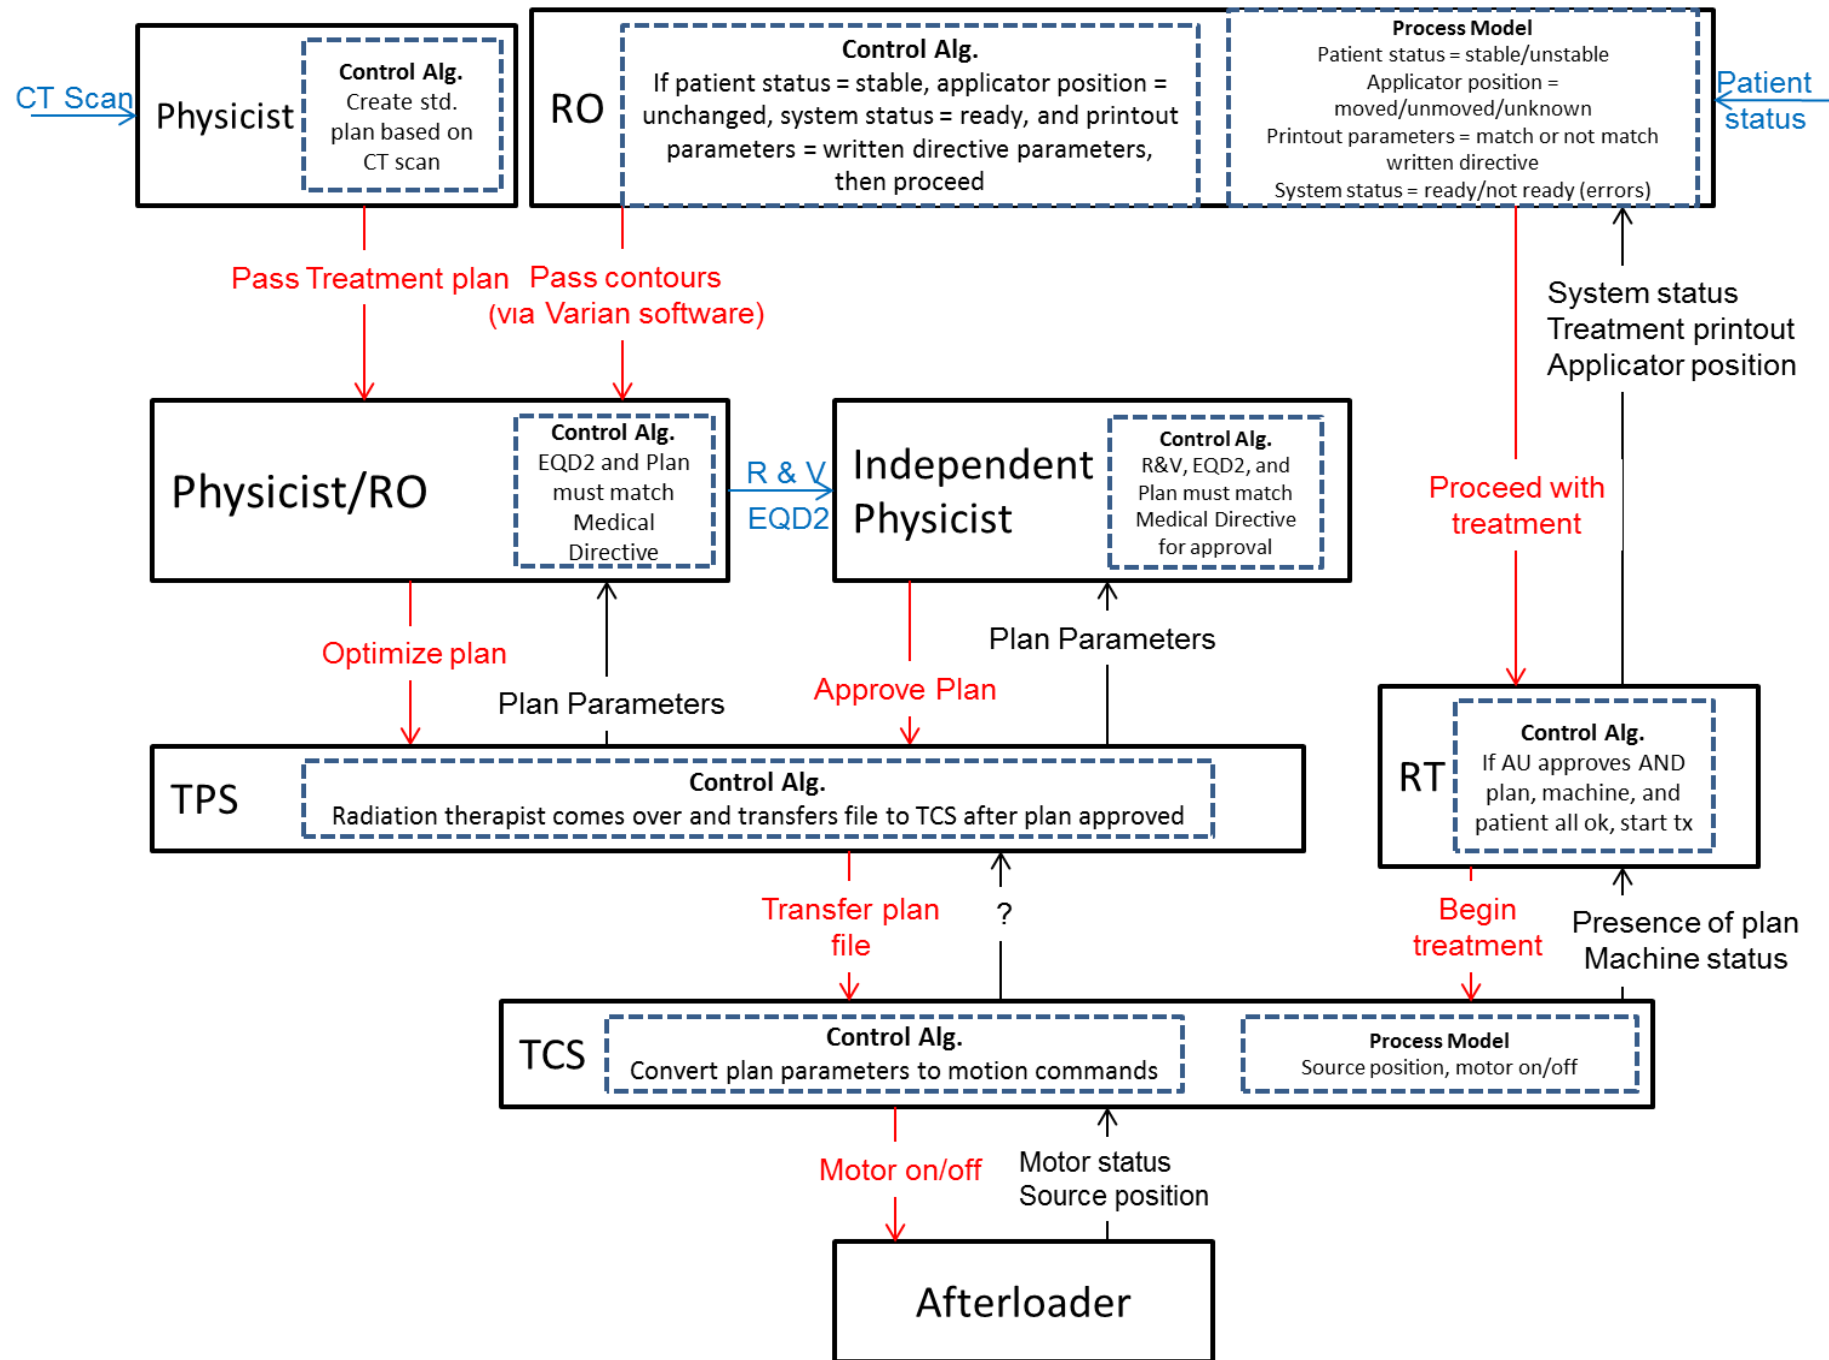 CT Scan
Physicist
Control Alg.
Create std.
plan based on
CT scan
RO
Control Alg.
If patient status = stable, applicator position =
unchanged, system status = ready, and printout
parameters = written directive parameters,
then proceed
Process Model
Patient status = stable/unstable
Applicator position =
moved/unmoved/unknown
Printout parameters = match or not match
written directive
System status = ready/not ready (errors)
Patient
status
Pass Treatment plan
Pass contours
(via Varian software)
System status
Treatment printout
Applicator position
Physicist/RO
Control Alg.
EQD2 and Plan
must match
Medical
Directive
R & V
EQD2
Independent
Physicist
Control Alg.
R&V, EQD2, and
Plan must match
Medical Directive
for approval
Proceed with
treatment
Optimize plan
Plan Parameters
Approve Plan
Plan Parameters
TPS
Control Alg.
Radiation therapist comes over and transfers file to TCS after plan approved
RT
Control Alg.
If AU approves AND
plan, machine, and
patient all ok, start tx
Transfer plan
file
?
Begin
treatment
Presence of plan
Machine status
TCS
Control Alg.
Convert plan parameters to motion commands
Process Model
Source position, motor on/off
Motor on/off
Motor status
Source position
Afterloader